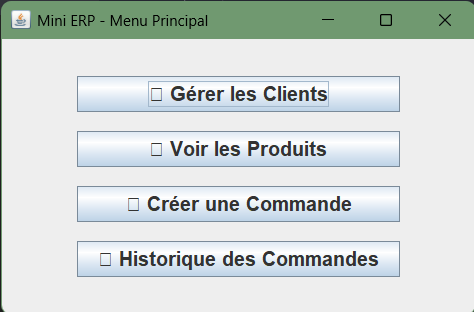 Mini ERP - Menu Principal
Gérer les Clients
Voir les Produits
Créer une Commande
Historique des Commandes